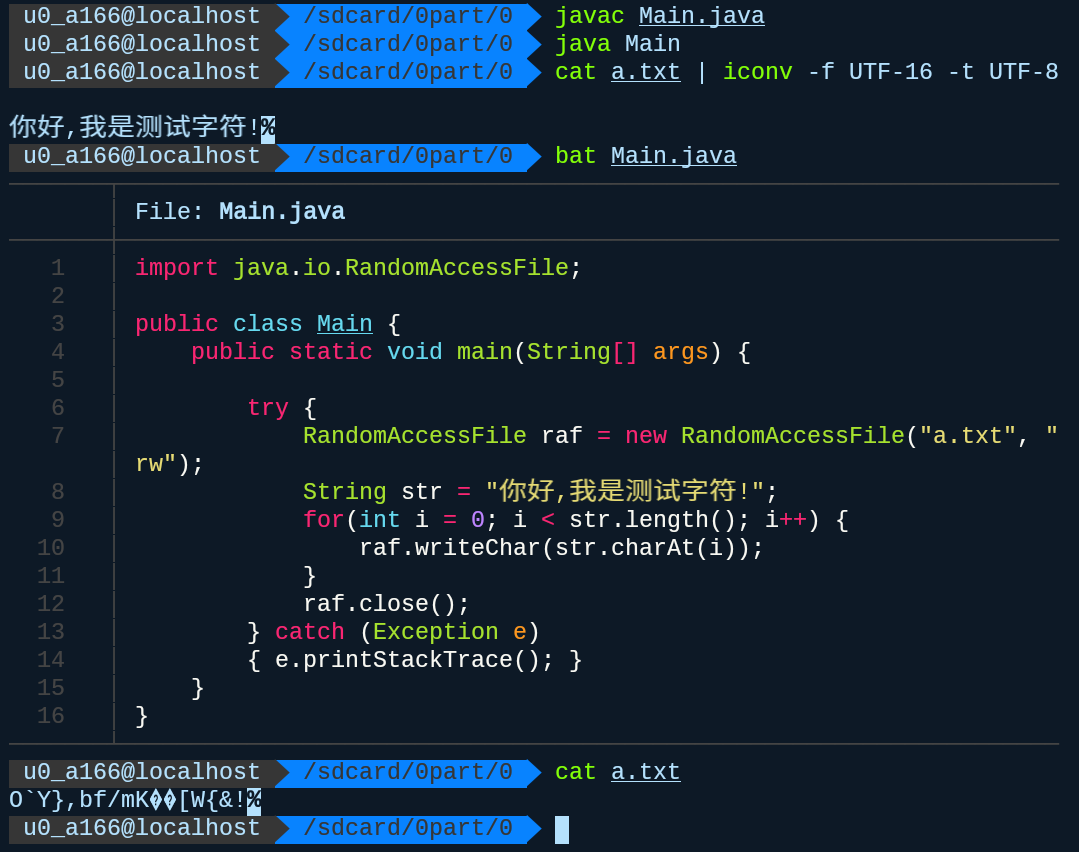 u0_a166@localhost /sdcard/0part/0 javac Main.java
u0_a166@localhost /sdcard/0part/0 java Main
u0_a166@localhost /sdcard/0part/0 cat a.txt | iconv -f UTF-16 -t UTF-8
你好,我是测试字符!%
u0_a166@localhost /sdcard/0part/0 bat Main.java
File: Main.java
1 import java.io.RandomAccessFile;
2
3 public class Main {
4 public static void main(String[] args) {
5
6 try {
7 RandomAccessFile raf = new RandomAccessFile("a.txt", "
rw");
8 String str = "你好,我是测试字符!";
9 for(int i = 0; i < str.length(); i++) {
10 raf.writeChar(str.charAt(i));
11 }
12 raf.close();
13 } catch (Exception e)
14 { e.printStackTrace(); }
15 }
16 }
u0_a166@localhost /sdcard/0part/0 cat a.txt
O`Y},bf/mK��[W{&!%
u0_a166@localhost /sdcard/0part/0